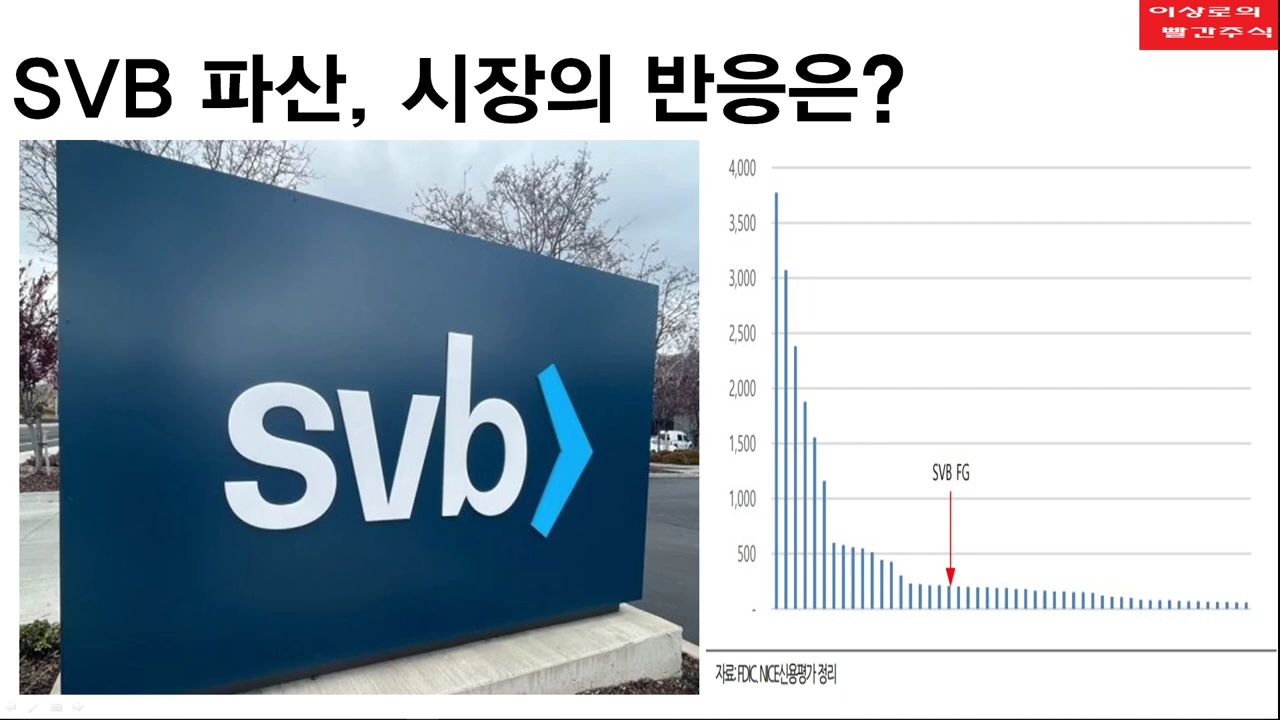 이상로의
빨간주식
SVB 파산, 시장의 반응은?
svb
4,000
3,500
3,000
2,500
2,000
1,500
1,000
500
-
SVB FG
자료: FDIC, NICE신용평가 정리